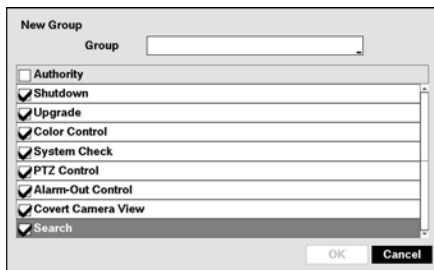 New Group
Group
Authority
Shutdown
Upgrade
Color Control
System Check
PTZ Control
Alarm-Out Control
Covert Camera View
Search
OK Cancel